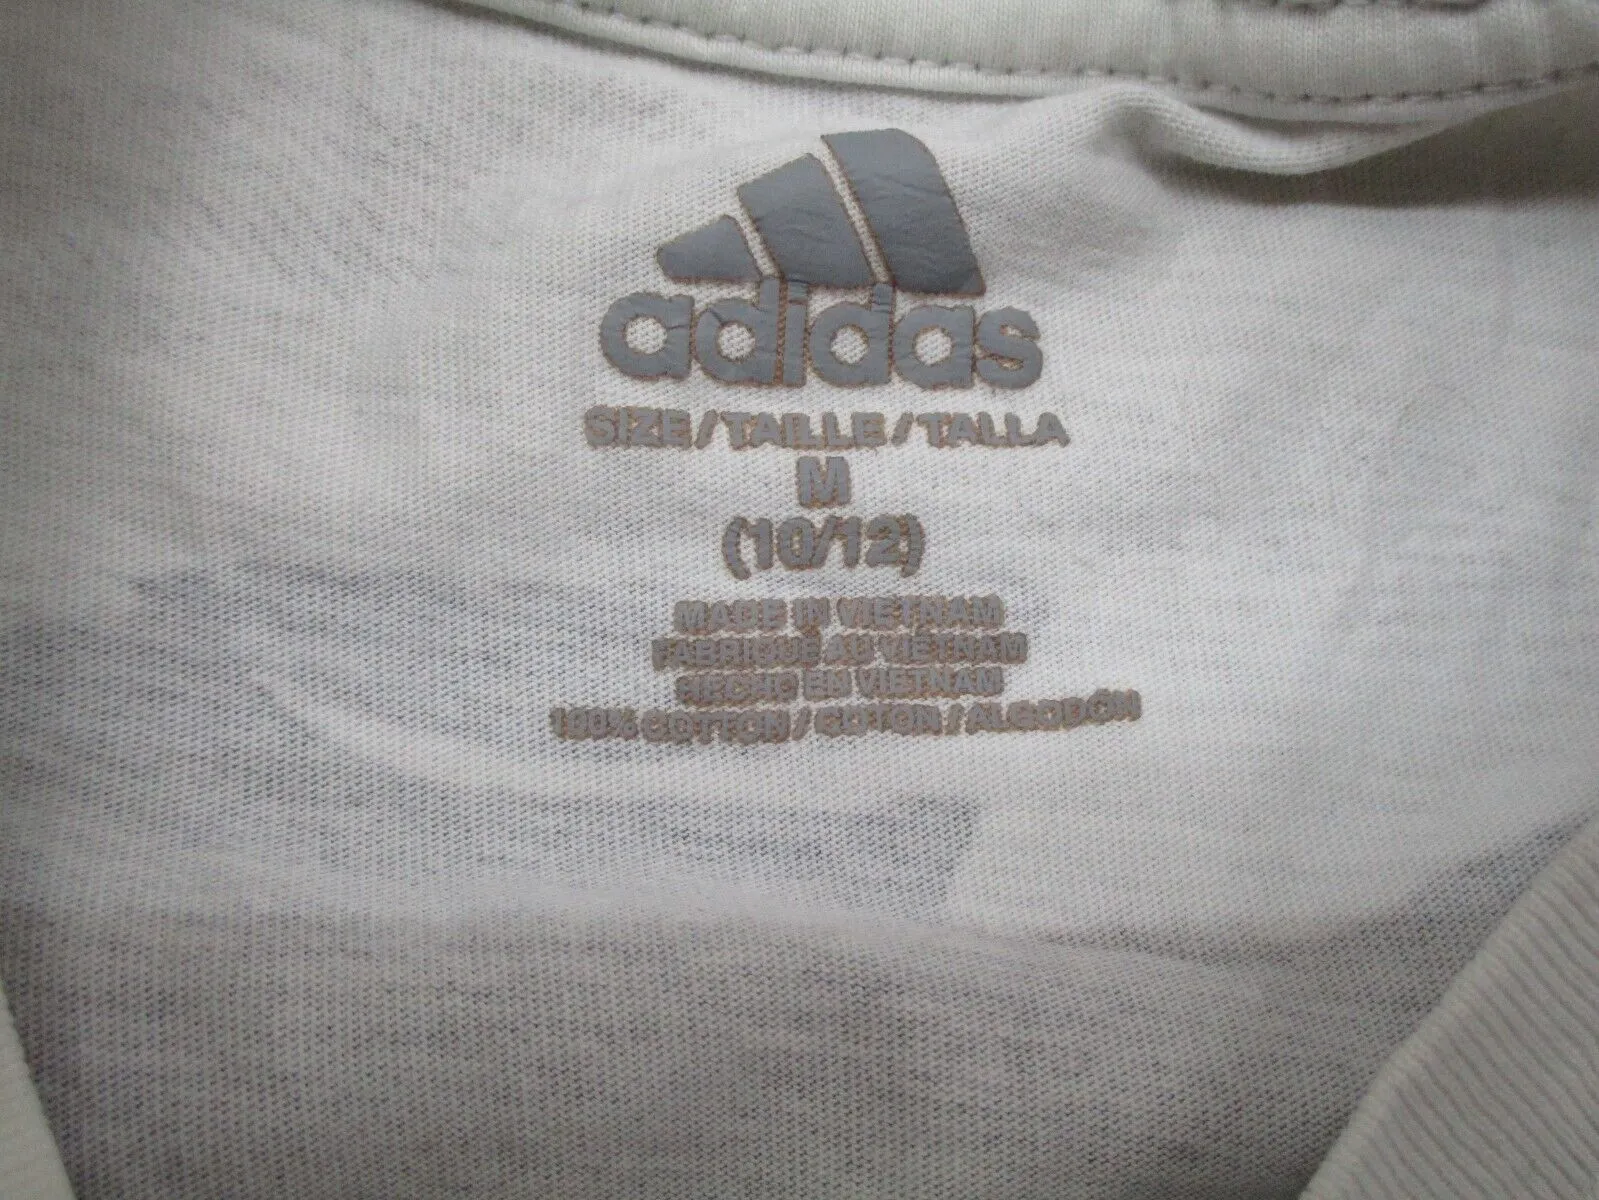 adidas
SIZE/TAILLE/TALLA
M
(10/12)
MADE IN VIETNAM
FABRIQUÉ AU VIETNAM
HECHO EN VIETNAM
100% COTTON/COTON/ALGODÓN